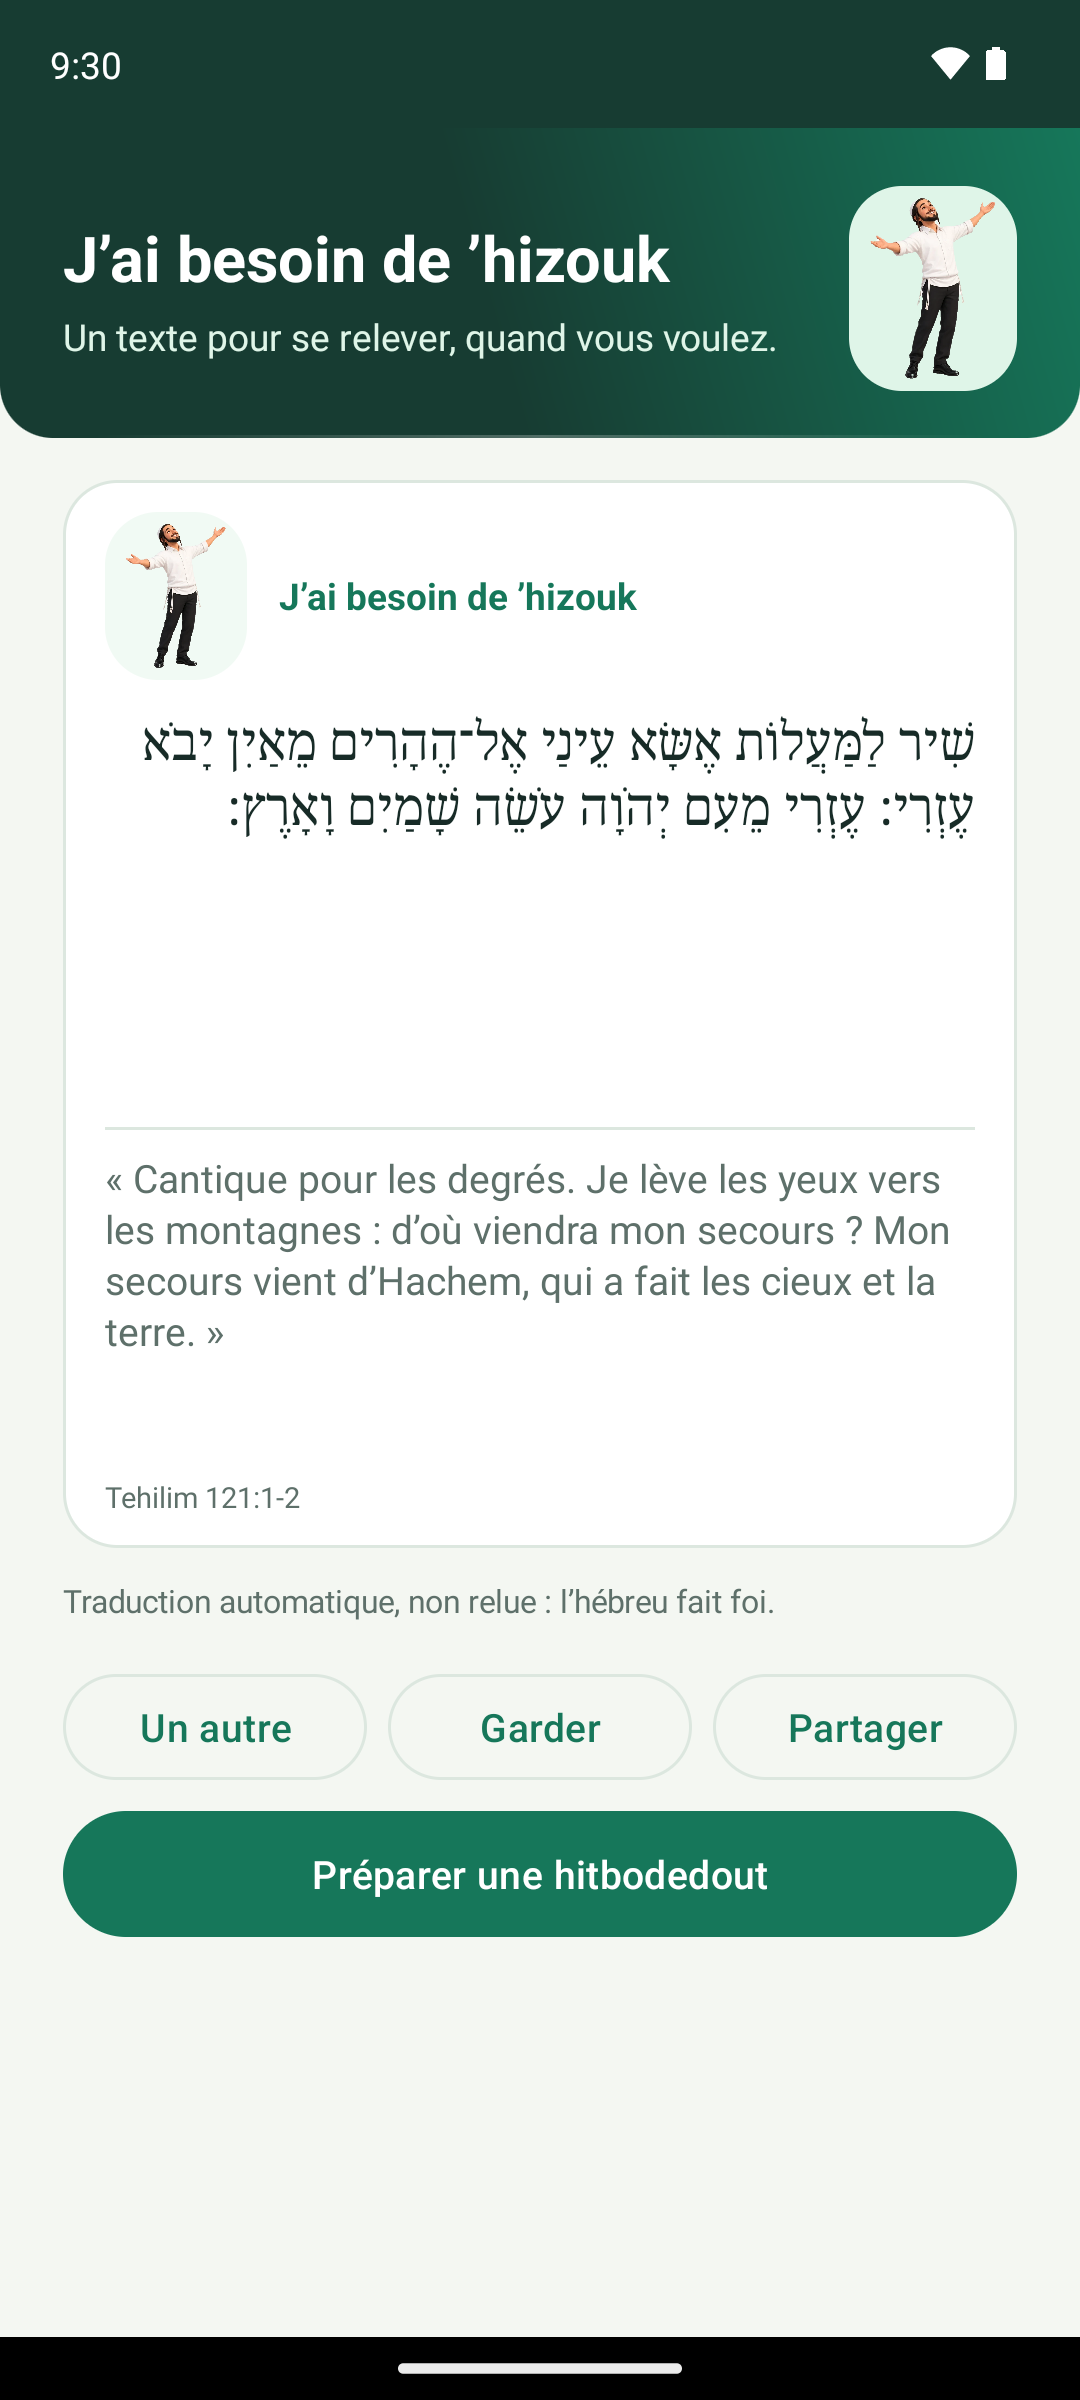 9:30
J’ai besoin de ’hizouk
Un texte pour se relever, quand vous voulez.
J’ai besoin de ’hizouk
שִׁיר לַמַּעֲלוֹת אֶשָּׂא עֵינַי אֶל־הֶהָרִים מֵאַיִן יָבֹא
עֶזְרִי: עֶזְרִי מֵעִם יְהֹוָה עֹשֵׂה שָׁמַיִם וָאָרֶץ:
« Cantique pour les degrés. Je lève les yeux vers
les montagnes : d’où viendra mon secours ? Mon
secours vient d’Hachem, qui a fait les cieux et la
terre. »
Tehilim 121:1-2
Traduction automatique, non relue : l’hébreu fait foi.
Un autre
Garder
Partager
Préparer une hitbodedout